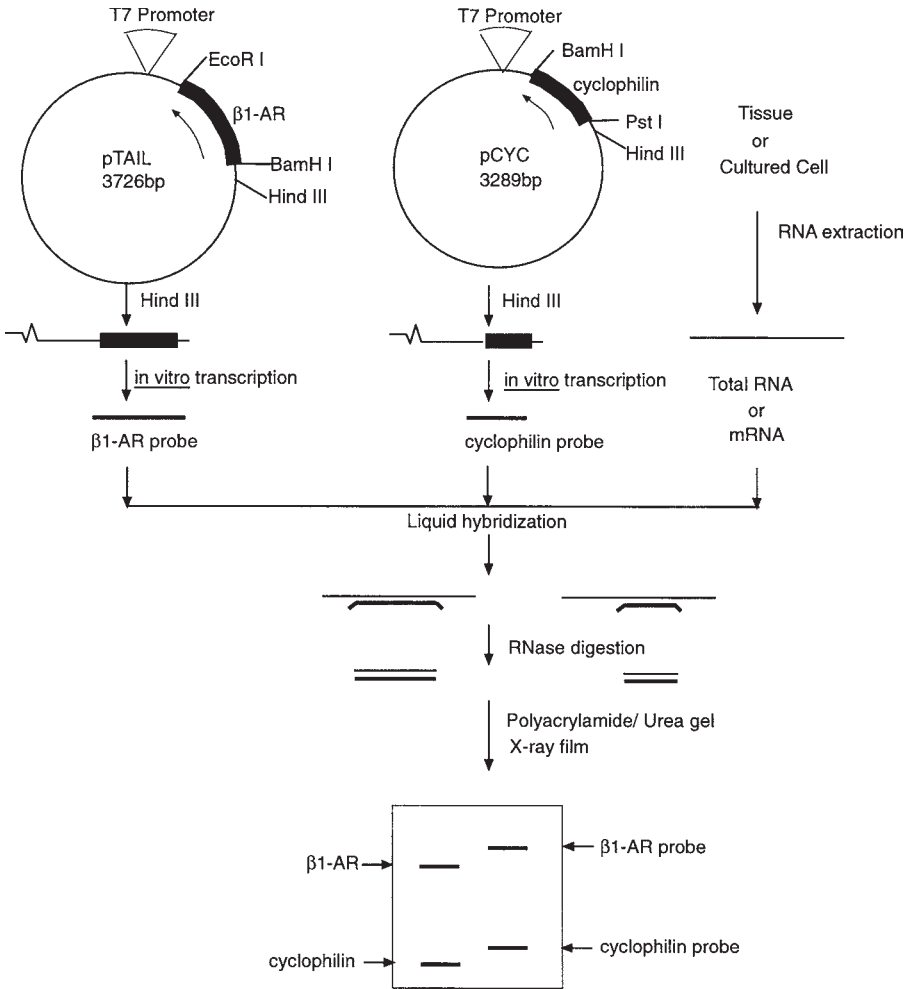 T7 Promoter
EcoR I
β1-AR
pTAIL
3726bp
BamH I
Hind III
T7 Promoter
BamH I
cyclophilin
Pst I
pCYC
3289bp
Hind III
Tissue
or
Cultured Cell
RNA extraction
Hind III
Hind III
in vitro transcription
in vitro transcription
Total RNA
or
mRNA
β1-AR probe
cyclophilin probe
Liquid hybridization
RNase digestion
Polyacrylamide/ Urea gel
X-ray film
β1-AR
β1-AR probe
cyclophilin
cyclophilin probe